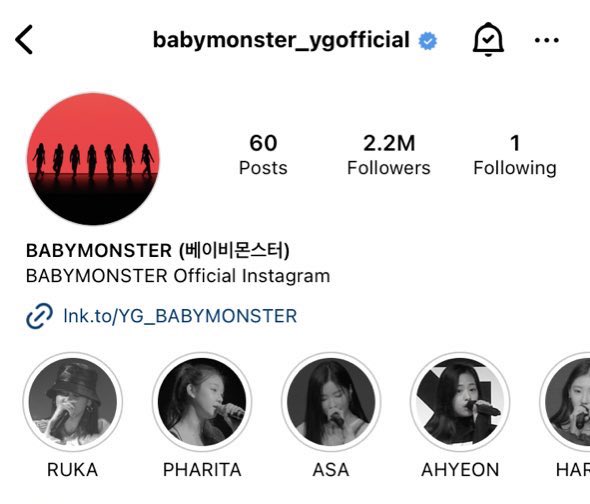 babymonster_ygofficial
60 2.2M 1
Posts Followers Following
BABYMONSTER (베이비몬스터)
BABYMONSTER Official Instagram
lnk.to/YG_BABYMONSTER
RUKA PHARITA ASA AHYEON HAR